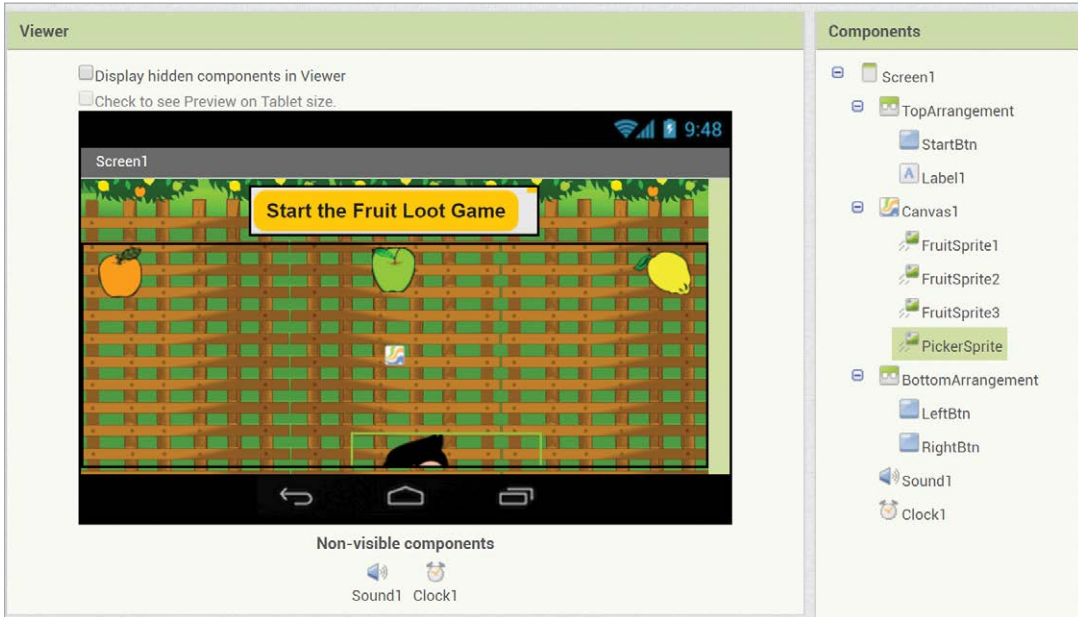 Viewer
Display hidden components in Viewer
Check to see Preview on Tablet size.
9:48
Screen1
Start the Fruit Loot Game
Non-visible components
Sound1 Clock1
Components
Screen1
TopArrangement
StartBtn
A Label1
Canvas1
FruitSprite1
FruitSprite2
FruitSprite3
PickerSprite
BottomArrangement
LeftBtn
RightBtn
Sound1
Clock1